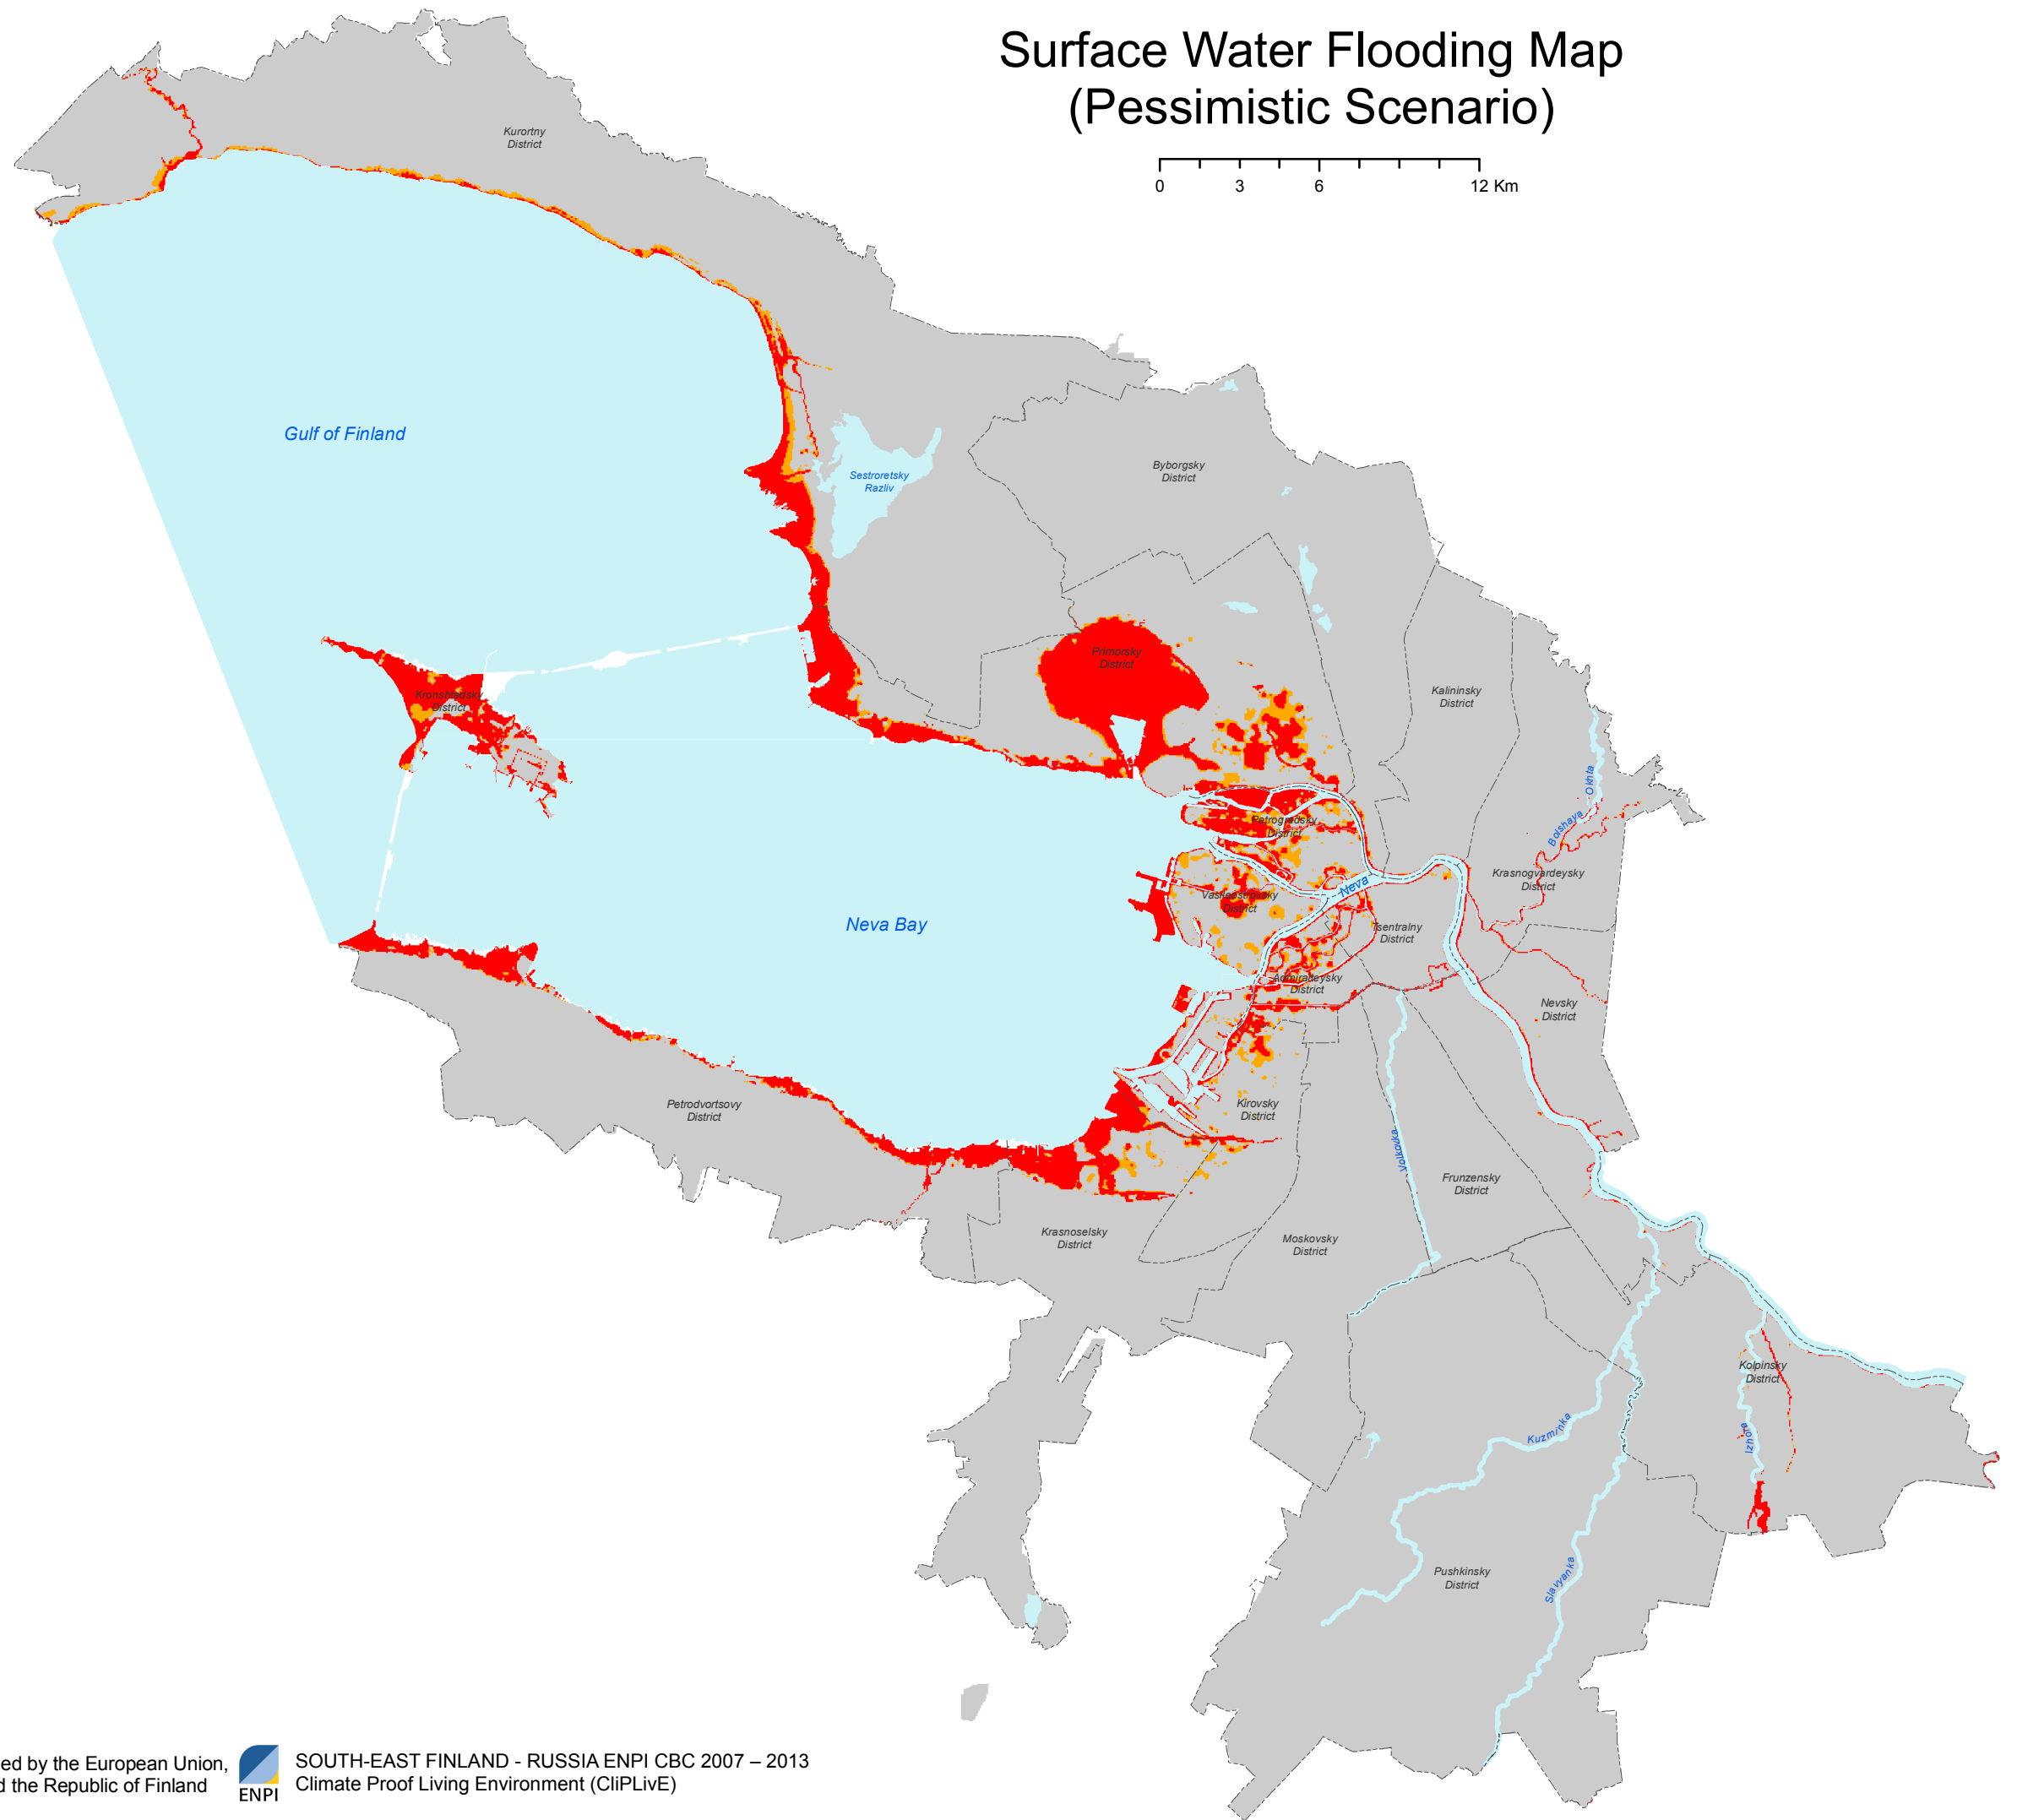 Surface Water Flooding Map
(Pessimistic Scenario)
0 3 6 12 Km
Kurortny
District
Gulf of Finland
Sestroretsky
Razliv
Byborgsky
District
Primorsky
District
Kronshtadtsky
District
Kalininsky
District
Okhta
Bolshaya
Petrogradsky
District
Krasnogvardeysky
District
Neva
Vasileostrovsky
District
Neva Bay
Tsentralny
District
Admiralteysky
District
Nevsky
District
Petrodvortsovy
District
Kirovsky
District
Volkovka
Frunzensky
District
Krasnoselsky
District
Moskovsky
District
Kolpinsky
District
Kuzminka
Izhora
Pushkinsky
District
Slavyanka
ed by the European Union,
d the Republic of Finland
ENPI
SOUTH-EAST FINLAND - RUSSIA ENPI CBC 2007 – 2013
Climate Proof Living Environment (CliPLivE)